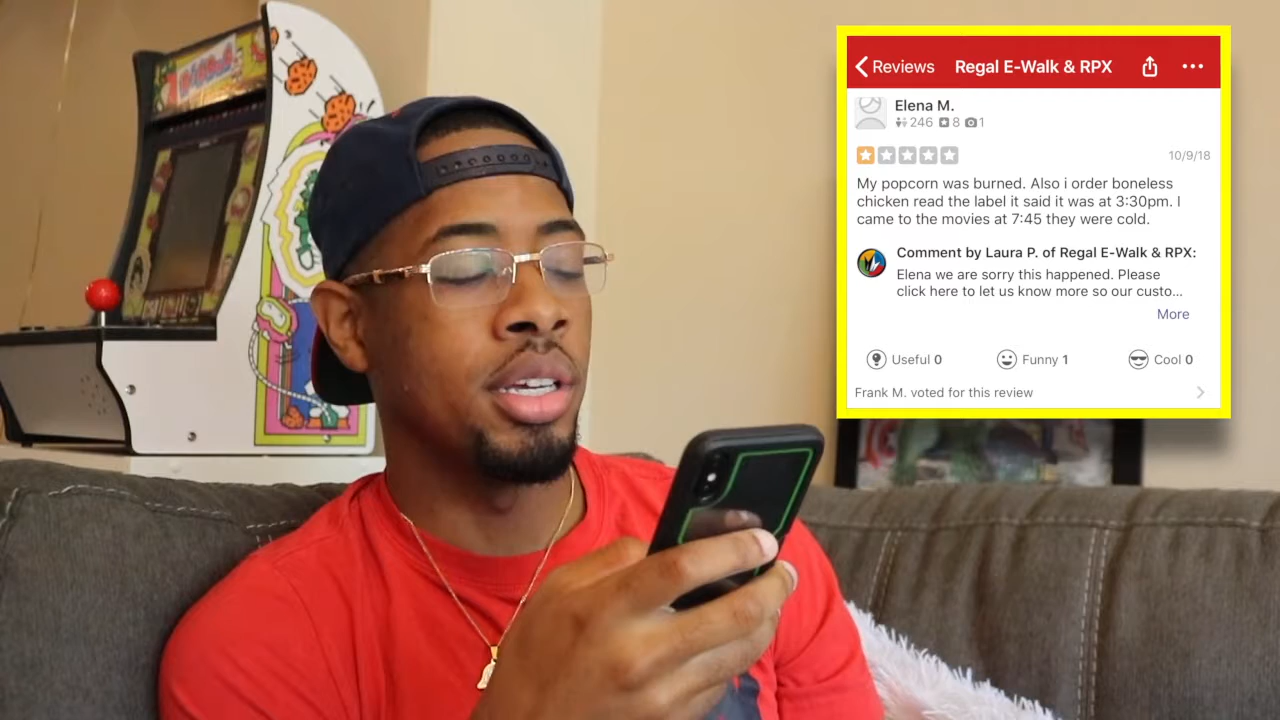 Reviews Regal E-Walk & RPX
Elena M.
246 8 1
10/9/18
My popcorn was burned. Also i order boneless
chicken read the label it said it was at 3:30pm. I
came to the movies at 7:45 they were cold.
Comment by Laura P. of Regal E-Walk & RPX:
Elena we are sorry this happened. Please
click here to let us know more so our custo...
More
Useful 0 Funny 1 Cool 0
Frank M. voted for this review